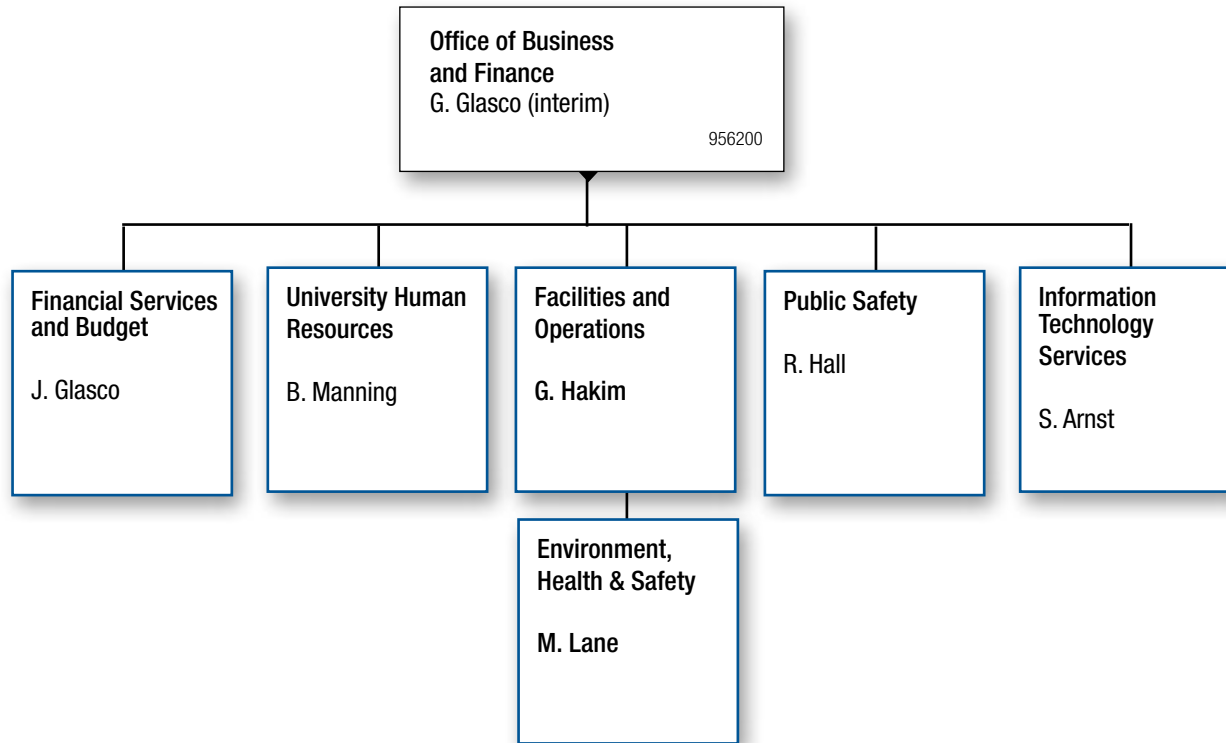 Office of Business
and Finance
G. Glasco (interim)
956200
Financial Services
and Budget
J. Glasco
University Human
Resources
B. Manning
Facilities and
Operations
G. Hakim
Public Safety
R. Hall
Information
Technology
Services
S. Arnst
Environment,
Health & Safety
M. Lane